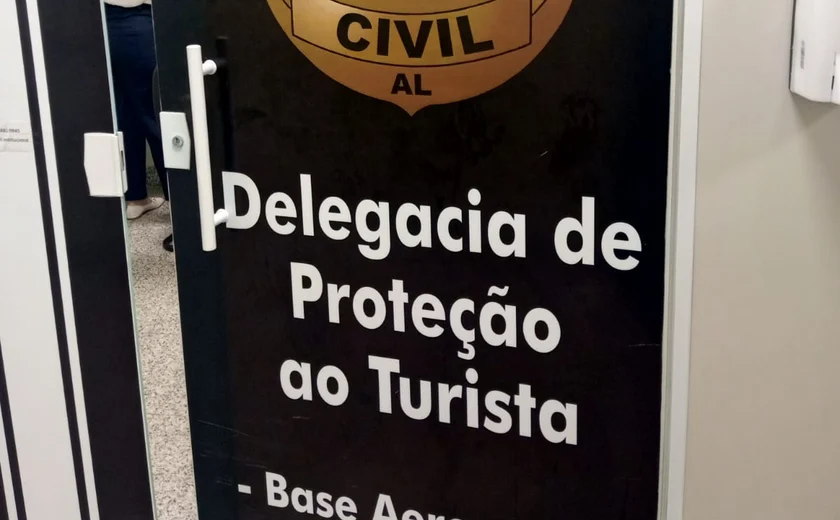 CIVIL
AL
Delegacia de
Proteção
ao Turista
- Base